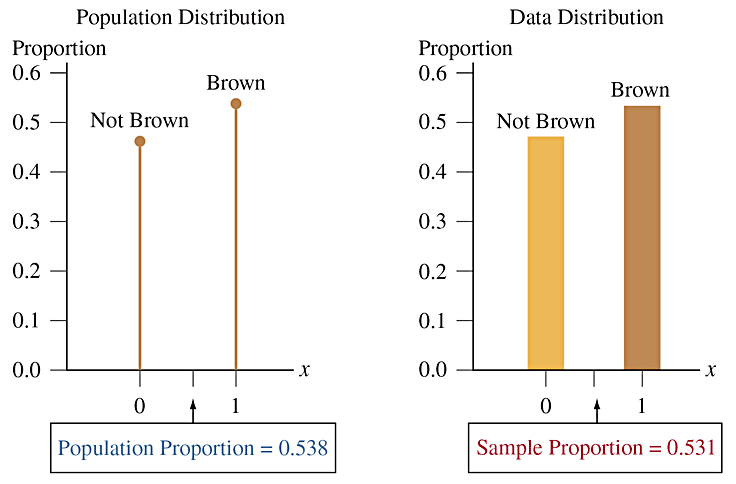 Population Distribution
Proportion
0.6
0.5
0.4
0.3
0.2
0.1
0.0
Not Brown
Brown
x
0
1
Population Proportion = 0.538
Data Distribution
Proportion
0.6
0.5
0.4
0.3
0.2
0.1
0.0
Not Brown
Brown
x
0
1
Sample Proportion = 0.531